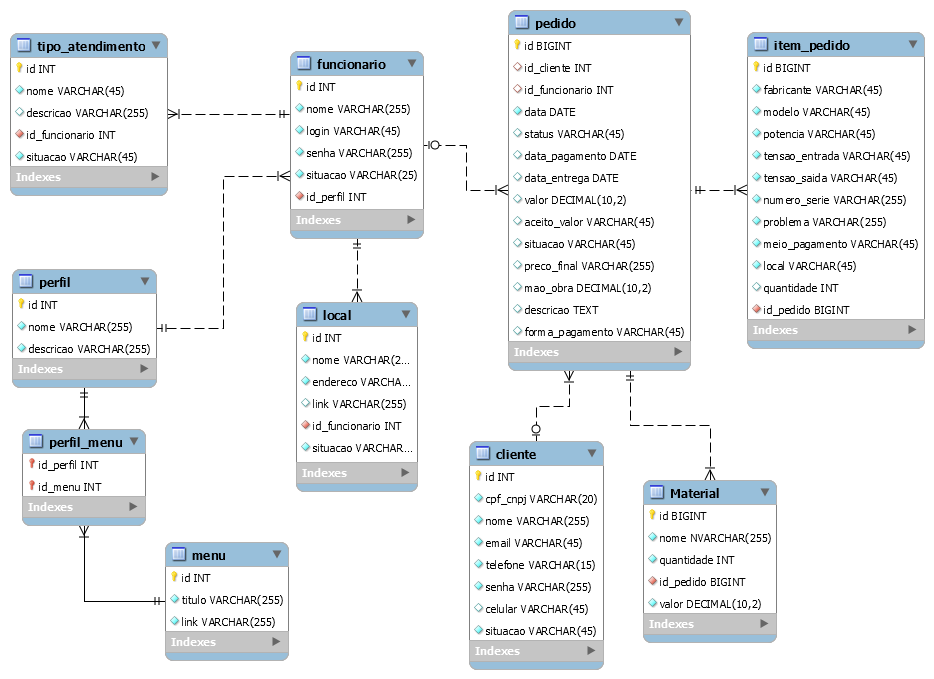 tipo_atendimento
id INT
nome VARCHAR(45)
descricao VARCHAR(255)
id_funcionario INT
situacao VARCHAR(45)
Indexes
funcionario
id INT
nome VARCHAR(255)
login VARCHAR(45)
senha VARCHAR(255)
situacao VARCHAR(25)
id_perfil INT
Indexes
pedido
id BIGINT
id_cliente INT
id_funcionario INT
data DATE
status VARCHAR(45)
data_pagamento DATE
data_entrega DATE
valor DECIMAL(10,2)
aceito_valor VARCHAR(45)
situacao VARCHAR(45)
preco_final VARCHAR(255)
mao_obra DECIMAL(10,2)
descricao TEXT
forma_pagamento VARCHAR(45)
Indexes
item_pedido
id BIGINT
fabricante VARCHAR(45)
modelo VARCHAR(45)
potencia VARCHAR(45)
tensao_entrada VARCHAR(45)
tensao_saida VARCHAR(45)
numero_serie VARCHAR(255)
problema VARCHAR(255)
meio_pagamento VARCHAR(45)
local VARCHAR(45)
quantidade INT
id_pedido BIGINT
Indexes
perfil
id INT
nome VARCHAR(255)
descricao VARCHAR(255)
Indexes
local
id INT
nome VARCHAR(2...
endereco VARCHA...
link VARCHAR(255)
id_funcionario INT
situacao VARCHAR...
Indexes
perfil_menu
id_perfil INT
id_menu INT
Indexes
menu
id INT
titulo VARCHAR(255)
link VARCHAR(255)
Indexes
cliente
id INT
cpf_cnpj VARCHAR(20)
nome VARCHAR(255)
email VARCHAR(45)
telefone VARCHAR(15)
senha VARCHAR(255)
celular VARCHAR(45)
situacao VARCHAR(45)
Indexes
Material
id BIGINT
nome NVARCHAR(255)
quantidade INT
id_pedido BIGINT
valor DECIMAL(10,2)
Indexes